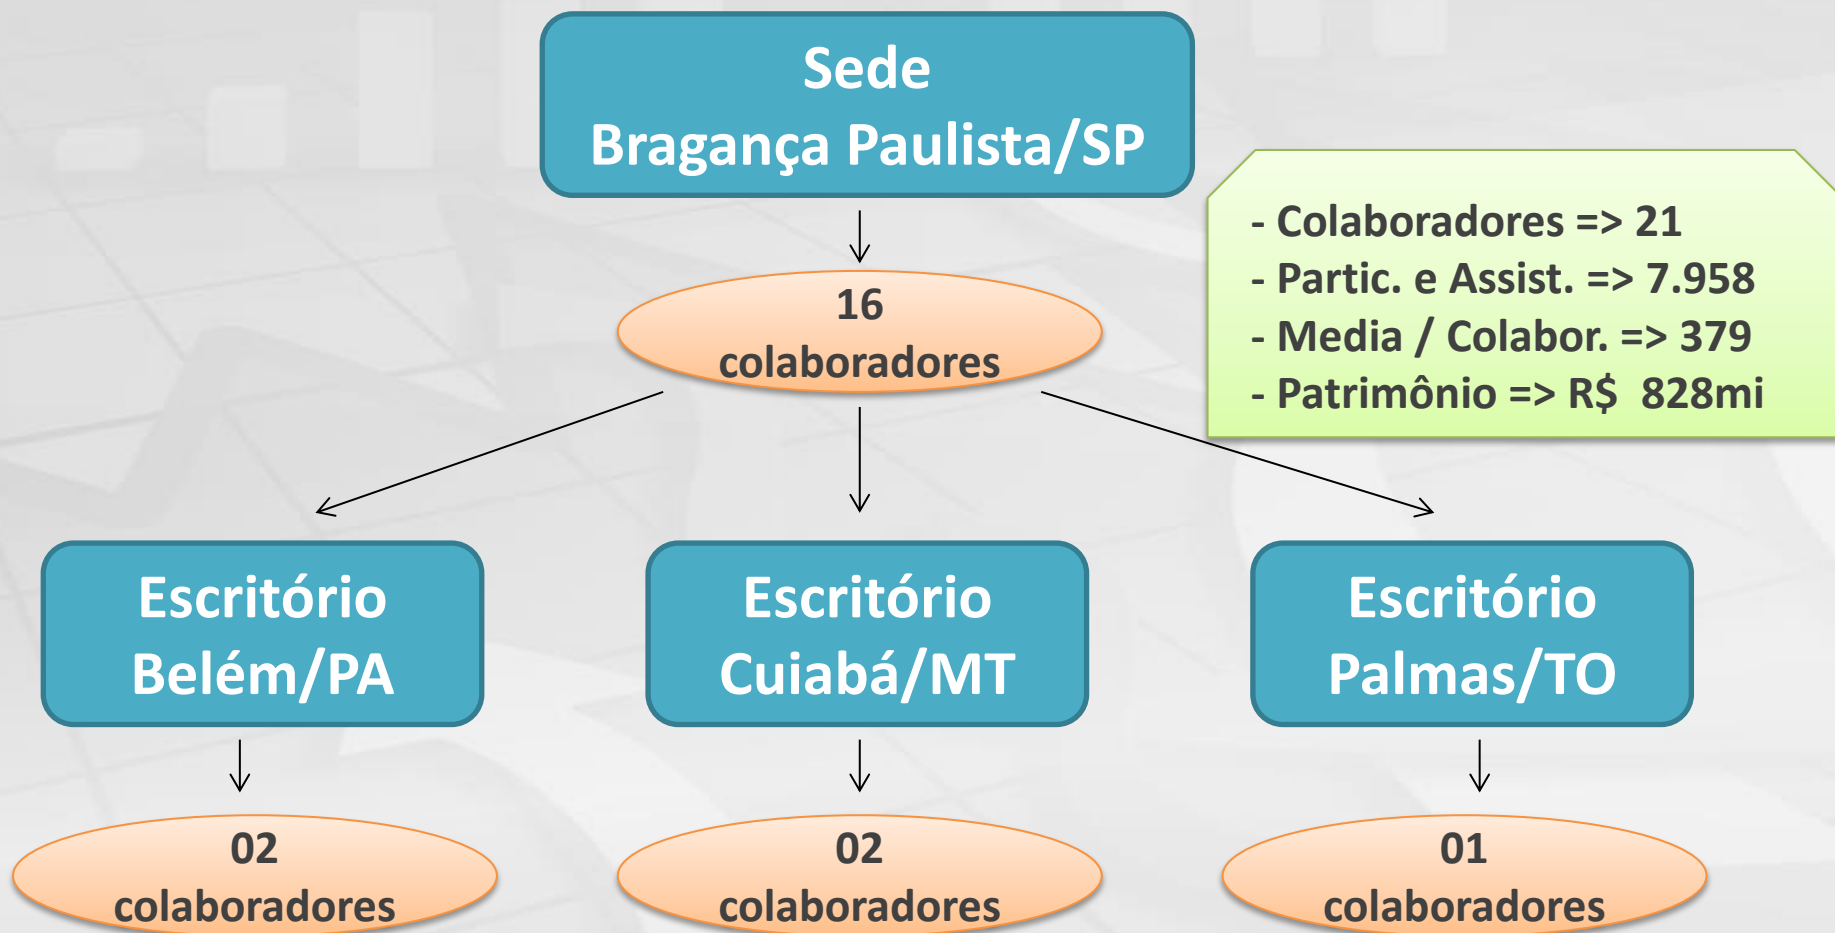 Sede
Bragança Paulista/SP
- Colaboradores => 21
- Partic. e Assist. => 7.958
- Media / Colabor. => 379
- Patrimônio => R$  828mi
16
colaboradores
Escritório
Belém/PA
Escritório
Cuiabá/MT
Escritório
Palmas/TO
02
colaboradores
02
colaboradores
01
colaboradores